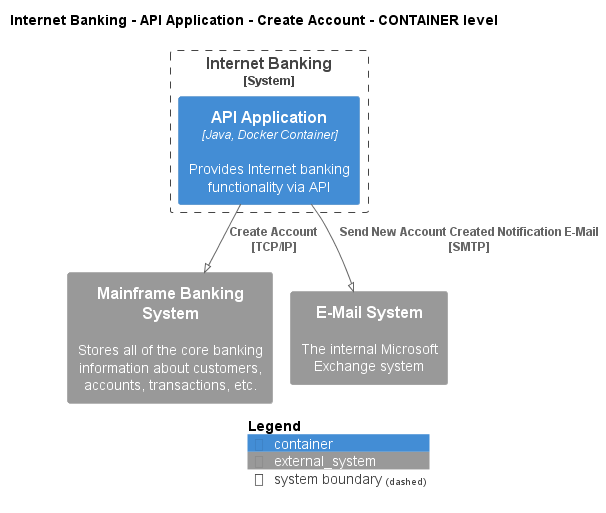 Internet Banking - API Application - Create Account - CONTAINER level
Internet Banking
[System]
API Application
[Java, Docker Container]
Provides Internet banking
functionality via API
Create Account
[TCP/IP]
Send New Account Created Notification E-Mail
[SMTP]
Mainframe Banking
System
Stores all of the core banking
information about customers,
accounts, transactions, etc.
E-Mail System
The internal Microsoft
Exchange system
Legend
container
external_system
system boundary (dashed)